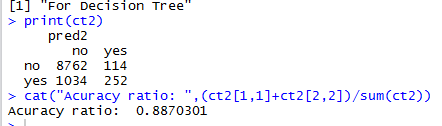 [1] "For Decision Tree"
> print(ct2)
pred2
no yes
no 8762 114
yes 1034 252
> cat("Acuracy ratio: ",(ct2[1,1]+ct2[2,2])/sum(ct2))
Acuracy ratio: 0.8870301
>